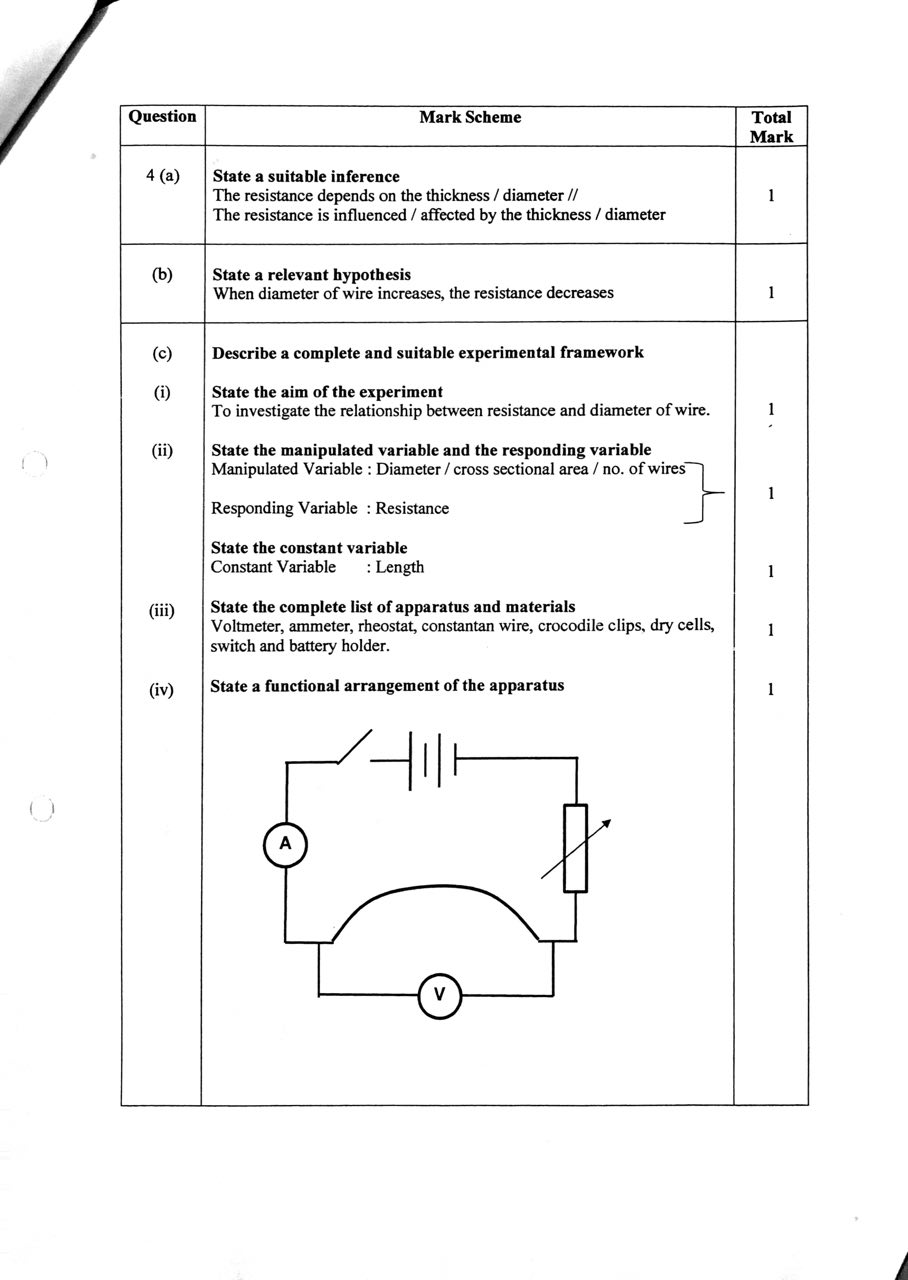 Question Mark Scheme Total Mark
4 (a) State a suitable inference
The resistance depends on the thickness / diameter // 1
The resistance is influenced / affected by the thickness / diameter
(b) State a relevant hypothesis
When diameter of wire increases, the resistance decreases 1
(c) Describe a complete and suitable experimental framework
(i) State the aim of the experiment
To investigate the relationship between resistance and diameter of wire. 1
(ii) State the manipulated variable and the responding variable
Manipulated Variable : Diameter / cross sectional area / no. of wires
1
Responding Variable : Resistance
State the constant variable
Constant Variable : Length 1
(iii) State the complete list of apparatus and materials
Voltmeter, ammeter, rheostat, constantan wire, crocodile clips, dry cells, 1
switch and battery holder.
(iv) State a functional arrangement of the apparatus 1
A
V